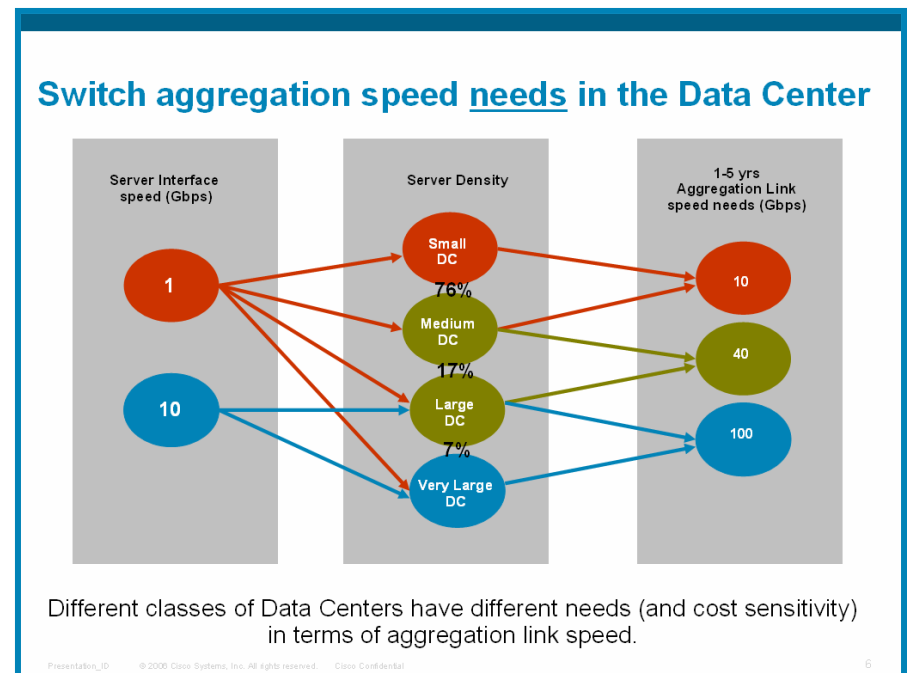 Switch aggregation speed needs in the Data Center
Server Interface
speed (Gbps)
1
10
Server Density
Small
DC
76%
Medium
DC
17%
Large
DC
7%
Very Large
DC
1-5 yrs
Aggregation Link
speed needs (Gbps)
10
40
100
Different classes of Data Centers have different needs (and cost sensitivity)
in terms of aggregation link speed.
Presentation_ID © 2006 Cisco Systems, Inc. All rights reserved. Cisco Confidential 6